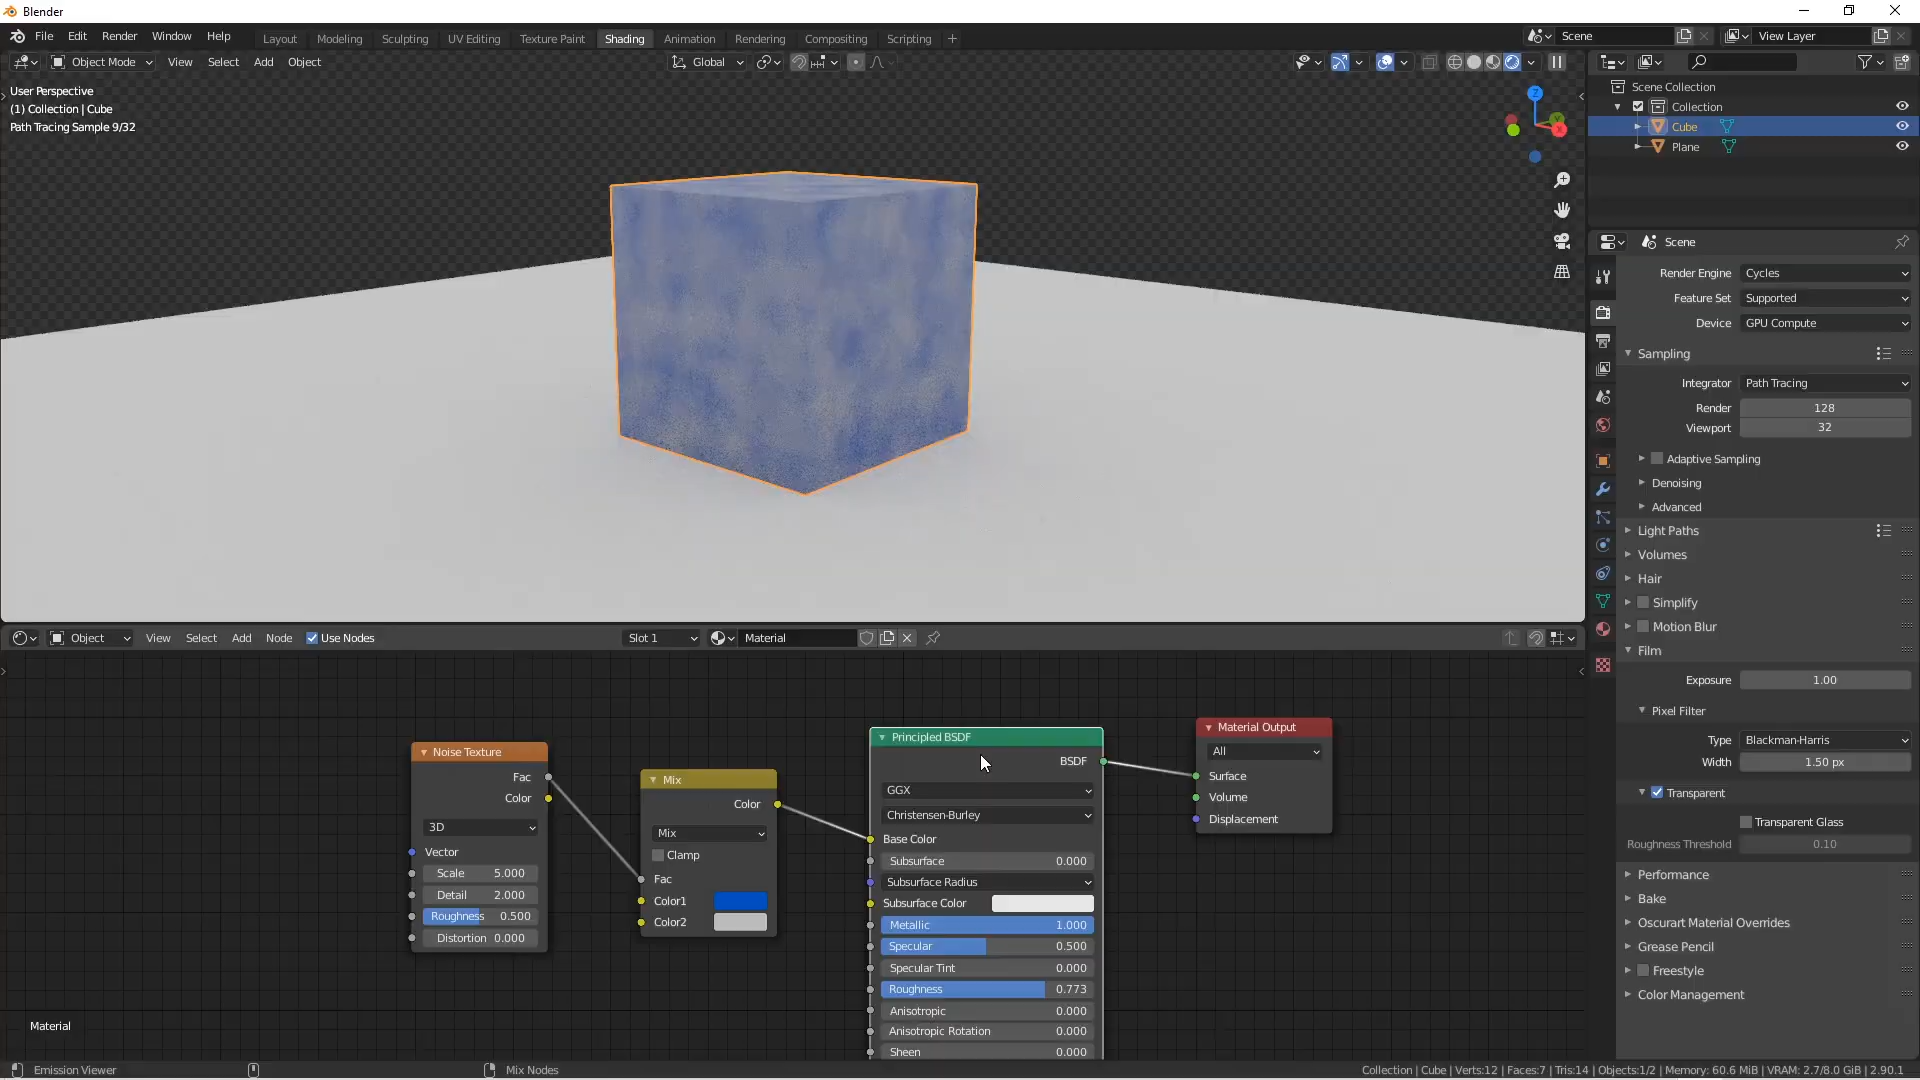 Blender
File Edit Render Window Help
Layout Modeling Sculpting UV Editing Texture Paint Shading Animation Rendering Compositing Scripting +
Scene
View Layer
Object Mode View Select Add Object
Global
User Perspective
(1) Collection | Cube
Path Tracing Sample 9/32
Z
Y
X
Scene Collection
Collection
Cube
Plane
Scene
Render Engine Cycles
Feature Set Supported
Device GPU Compute
Sampling
Integrator Path Tracing
Render 128
Viewport 32
Adaptive Sampling
Denoising
Advanced
Light Paths
Volumes
Hair
Simplify
Motion Blur
Film
Exposure 1.00
Pixel Filter
Type Blackman-Harris
Width 1.50 px
Transparent
Transparent Glass
Roughness Threshold 0.10
Performance
Bake
Oscurart Material Overrides
Grease Pencil
Freestyle
Color Management
Object View Select Add Node Use Nodes
Slot 1
Material
Noise Texture
Fac
Color
3D
Vector
Scale 5.000
Detail 2.000
Roughness 0.500
Distortion 0.000
Mix
Color
Mix
Clamp
Fac
Color1
Color2
Principled BSDF
BSDF
GGX
Christensen-Burley
Base Color
Subsurface 0.000
Subsurface Radius
Subsurface Color
Metallic 1.000
Specular 0.500
Specular Tint 0.000
Roughness 0.773
Anisotropic 0.000
Anisotropic Rotation 0.000
Sheen 0.000
Material Output
All
Surface
Volume
Displacement
Material
Emission Viewer
Mix Nodes
Collection | Cube | Verts:12 | Faces:7 | Tris:14 | Objects:1/2 | Memory: 60.6 MiB | VRAM: 2.7/8.0 GiB | 2.90.1